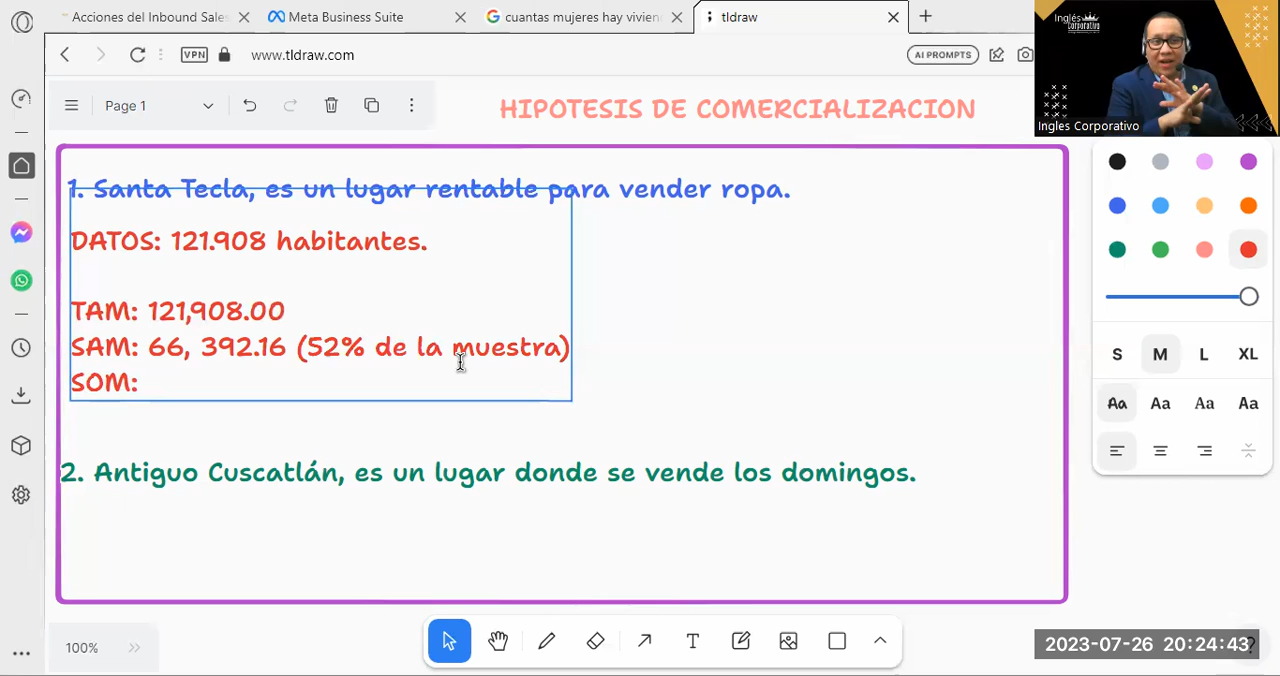 Acciones del Inbound Sales
Meta Business Suite
cuantas mujeres hay vivien
tldraw
VPN
www.tldraw.com
AI PROMPTS
Page 1
HIPOTESIS DE COMERCIALIZACION
Inglés
Corporativo
Ingles Corporativo
1. Santa Tecla, es un lugar rentable para vender ropa.
DATOS: 121.908 habitantes.
TAM: 121,908.00
SAM: 66, 392.16 (52% de la muestra)
SOM:
2. Antiguo Cuscatlán, es un lugar donde se vende los domingos.
S M L XL
Aa Aa Aa Aa
100%
2023-07-26 20:24:43